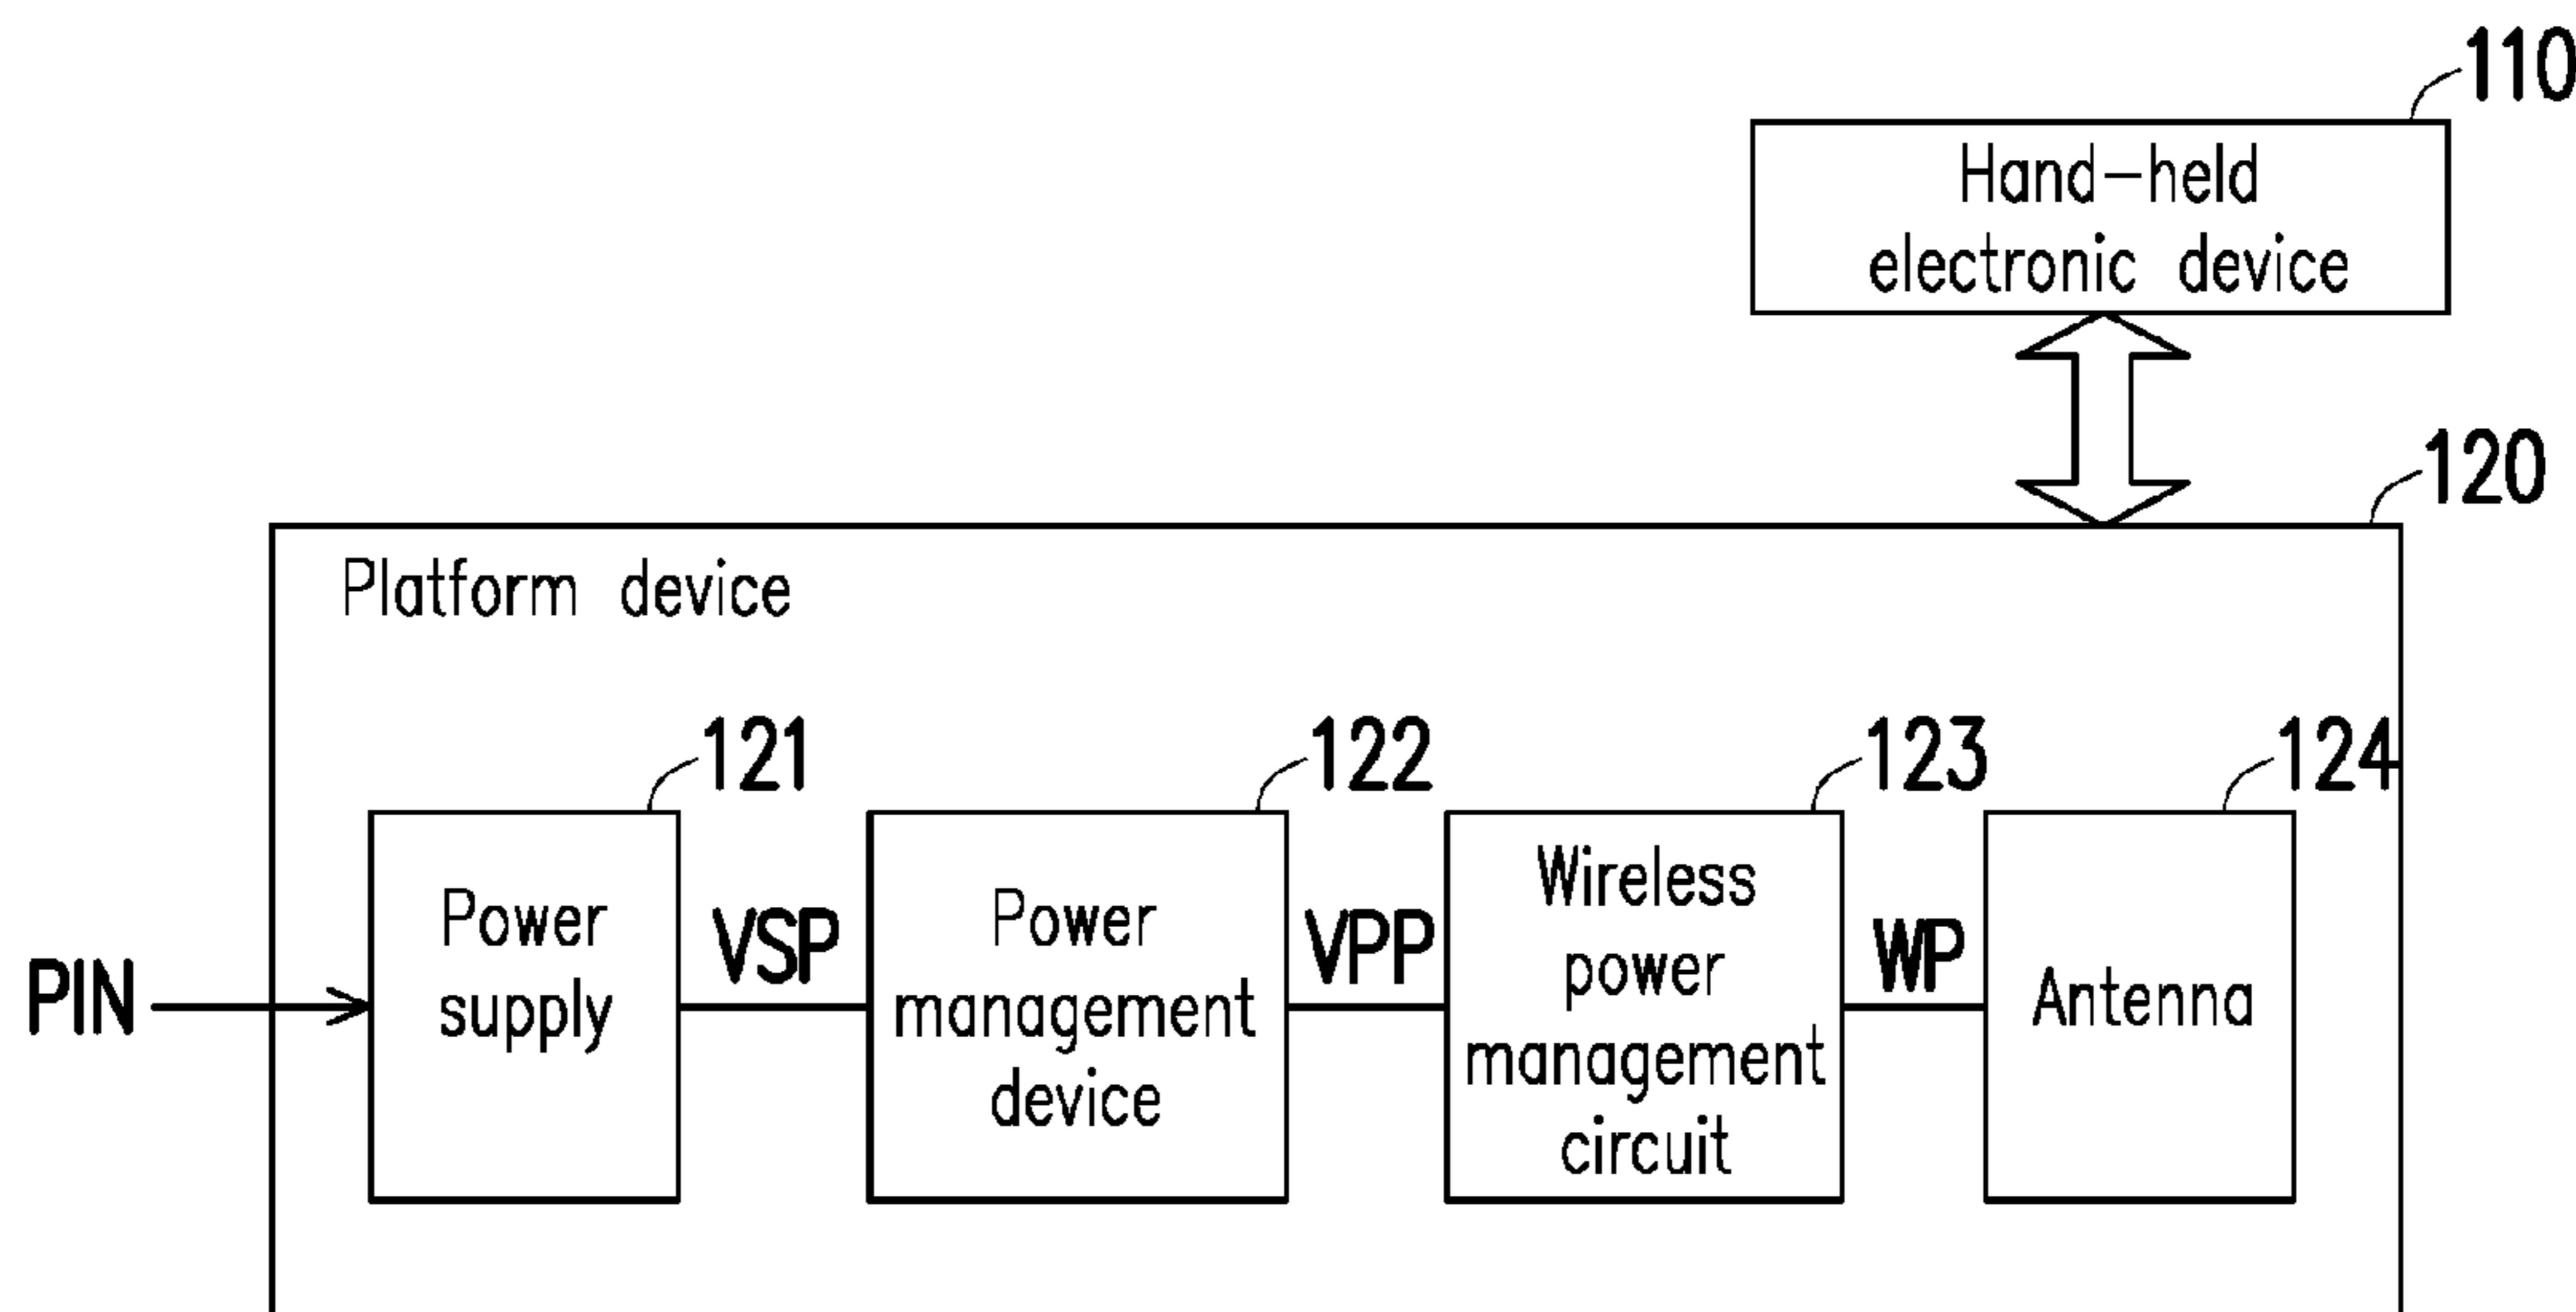 110
Hand-held
electronic device
120
Platform device
121
122
123
124
Power
supply
VSP
Power
management
device
VPP
Wireless
power
management
circuit
WP
Antenna
PIN